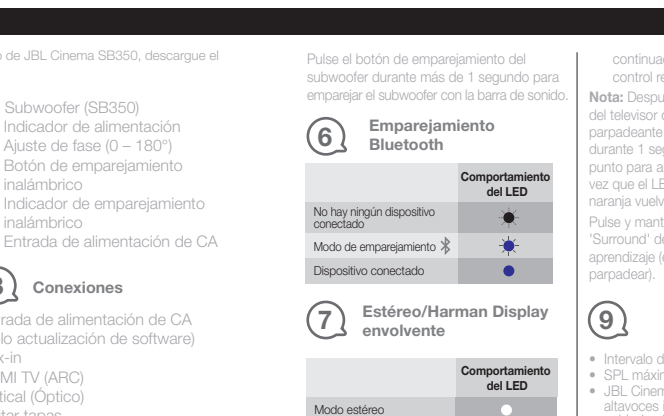 o de JBL Cinema SB350, descargue el
Subwoofer (SB350)
Indicador de alimentación
Ajuste de fase (0 – 180°)
Botón de emparejamiento
inalámbrico
Indicador de emparejamiento
inalámbrico
Entrada de alimentación de CA
Conexiones
rada de alimentación de CA
lo actualización de software)
x-in
MI TV (ARC)
tical (Óptico)
Pulse el botón de emparejamiento del
subwoofer durante más de 1 segundo para
emparejar el subwoofer con la barra de sonido.
6
Emparejamiento
Bluetooth
Comportamiento
del LED
No hay ningún dispositivo
conectado
Modo de emparejamiento
Dispositivo conectado
7
Estéreo/Harman Display
envolvente
Comportamiento
del LED
Modo estéreo
continuac
control re
Nota: Despu
del televisor
parpadeante
durante 1 seg
punto para a
vez que el LE
naranja vuelv
Pulse y mant
'Surround' de
aprendizaje (e
parpadear).
9
• Intervalo d
• SPL máxin
• JBL Cinem
altavoces i